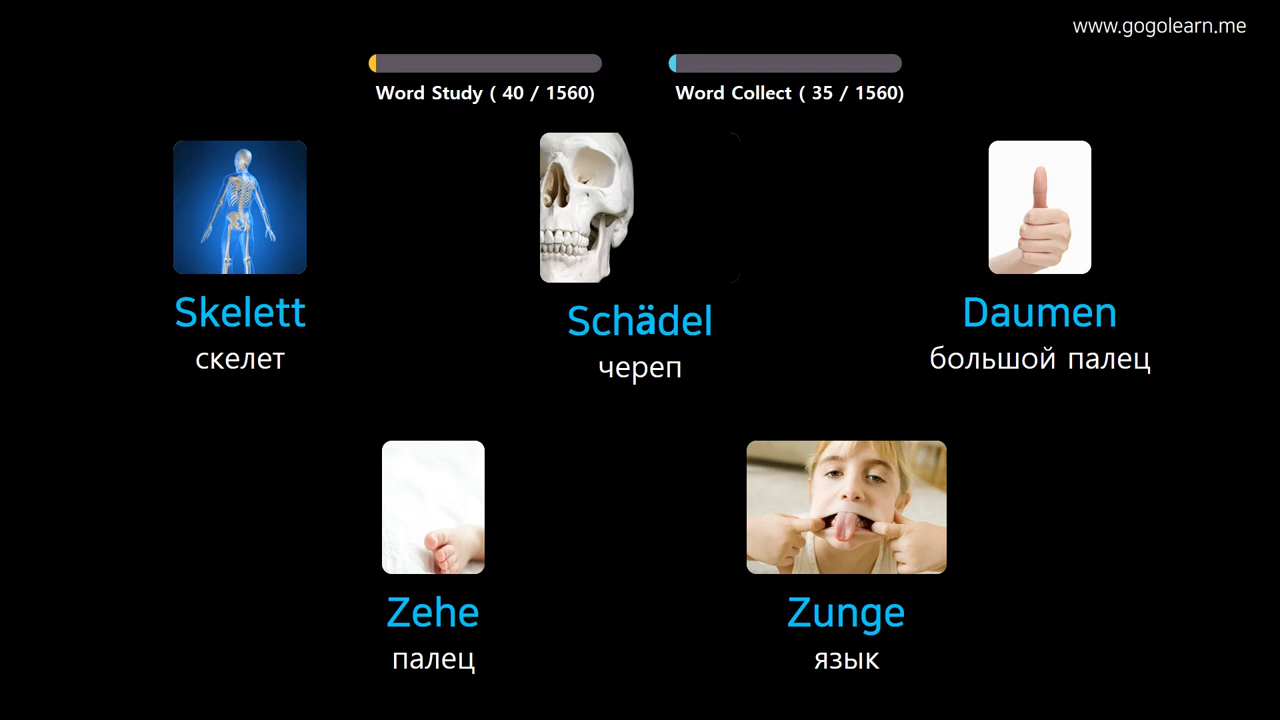 www.gogolearn.me
Word Study ( 40 / 1560)
Word Collect ( 35 / 1560)
Skelett
скелет
Schädel
череп
Daumen
большой палец
Zehe
палец
Zunge
язык